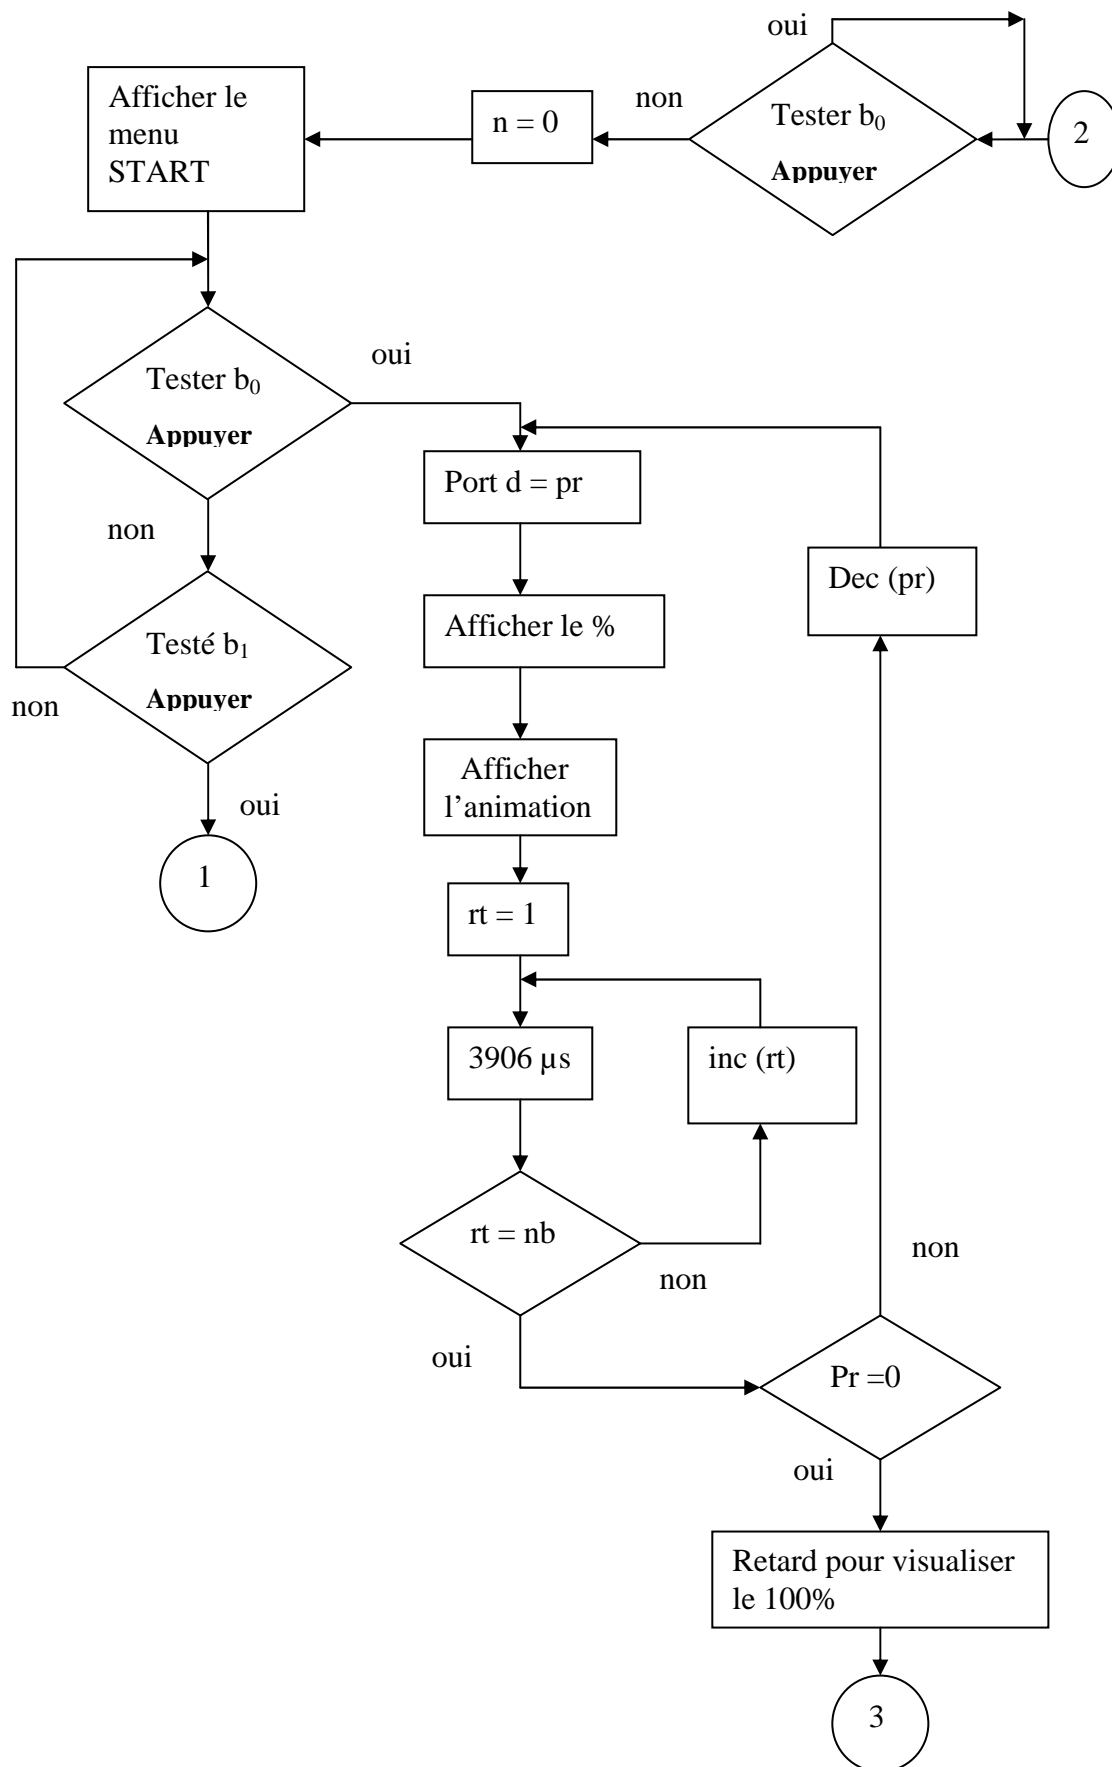 oui
Afficher le
menu
START
n = 0
non
Tester b₀
Appuyer
2
oui
Tester b₀
Appuyer
non
Port d = pr
Dec (pr)
Afficher le %
Testé b₁
Appuyer
non
Afficher
l’animation
oui
1
rt = 1
3906 µs
inc (rt)
rt = nb
non
non
oui
Pr =0
oui
Retard pour visualiser
le 100%
3